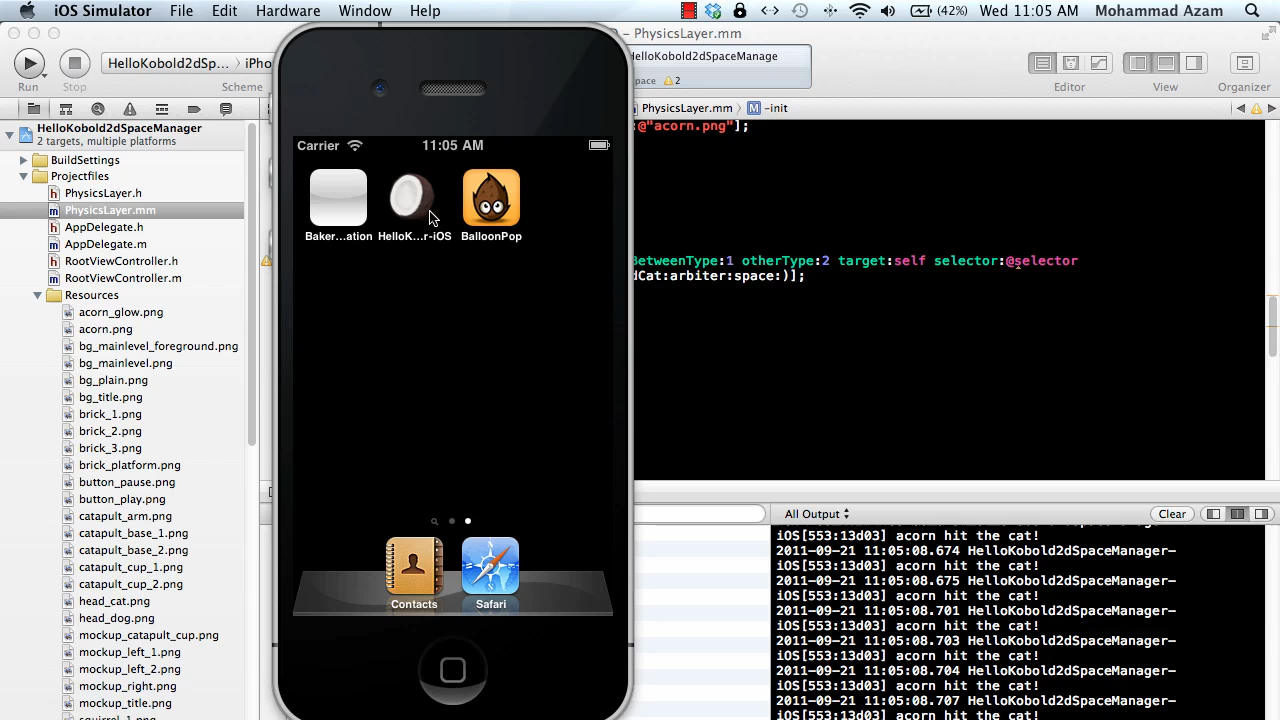 iOS Simulator File Edit Hardware Window Help (42%) Wed 11:05 AM Mohammad Azam
PhysicsLayer.mm
HelloKobold2dSp... iPho
HelloKobold2dSpaceManage
space 2
Run Stop Scheme Editor View Organizer
PhysicsLayer.mm -init
HelloKobold2dSpaceManager
2 targets, multiple platforms
BuildSettings
Projectfiles
PhysicsLayer.h
PhysicsLayer.mm
AppDelegate.h
AppDelegate.m
RootViewController.h
RootViewController.m
Resources
acorn_glow.png
acorn.png
bg_mainlevel_foreground.png
bg_mainlevel.png
bg_plain.png
bg_title.png
brick_1.png
brick_2.png
brick_3.png
brick_platform.png
button_pause.png
button_play.png
catapult_arm.png
catapult_base_1.png
catapult_base_2.png
catapult_cup_1.png
catapult_cup_2.png
head_cat.png
head_dog.png
mockup_catapult_cup.png
mockup_left_1.png
mockup_left_2.png
mockup_right.png
mockup_title.png
squirrel_1.png
Carrier 11:05 AM
Baker...ation HelloK...r-iOS BalloonPop
Contacts Safari
:@"acorn.png"];
BetweenType:1 otherType:2 target:self selector:@selector
dCat:arbiter:space:)];
All Output Clear
iOS[553:13d03] acorn hit the cat!
2011-09-21 11:05:08.674 HelloKobold2dSpaceManager-
iOS[553:13d03] acorn hit the cat!
2011-09-21 11:05:08.675 HelloKobold2dSpaceManager-
iOS[553:13d03] acorn hit the cat!
2011-09-21 11:05:08.701 HelloKobold2dSpaceManager-
iOS[553:13d03] acorn hit the cat!
2011-09-21 11:05:08.703 HelloKobold2dSpaceManager-
iOS[553:13d03] acorn hit the cat!
2011-09-21 11:05:08.704 HelloKobold2dSpaceManager-
iOS[553:13d03] acorn hit the cat!
2011-09-21 11:05:08.707 HelloKobold2dSpaceManager-
iOS[553:13d03] acorn hit the cat!